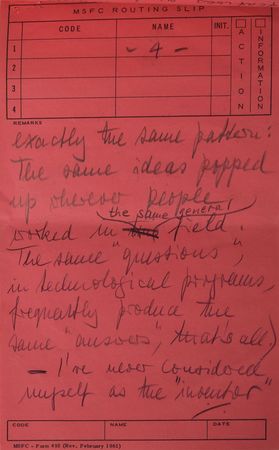 MSFC ROUTING SLIP
CODE NAME INIT.
ACTION
INFORMATION
1
2
3
4
- 4 -
REMARKS
exactly the same pattern:
The same ideas popped
up wherever people
the same general
worked in field.
The same "questions",
in technological programs,
frequently produce the
same "answers", that's all)
- I've never considered
myself as the "inventor"
CODE NAME DATE
MSFC - Form 495 (Rev. February 1961)